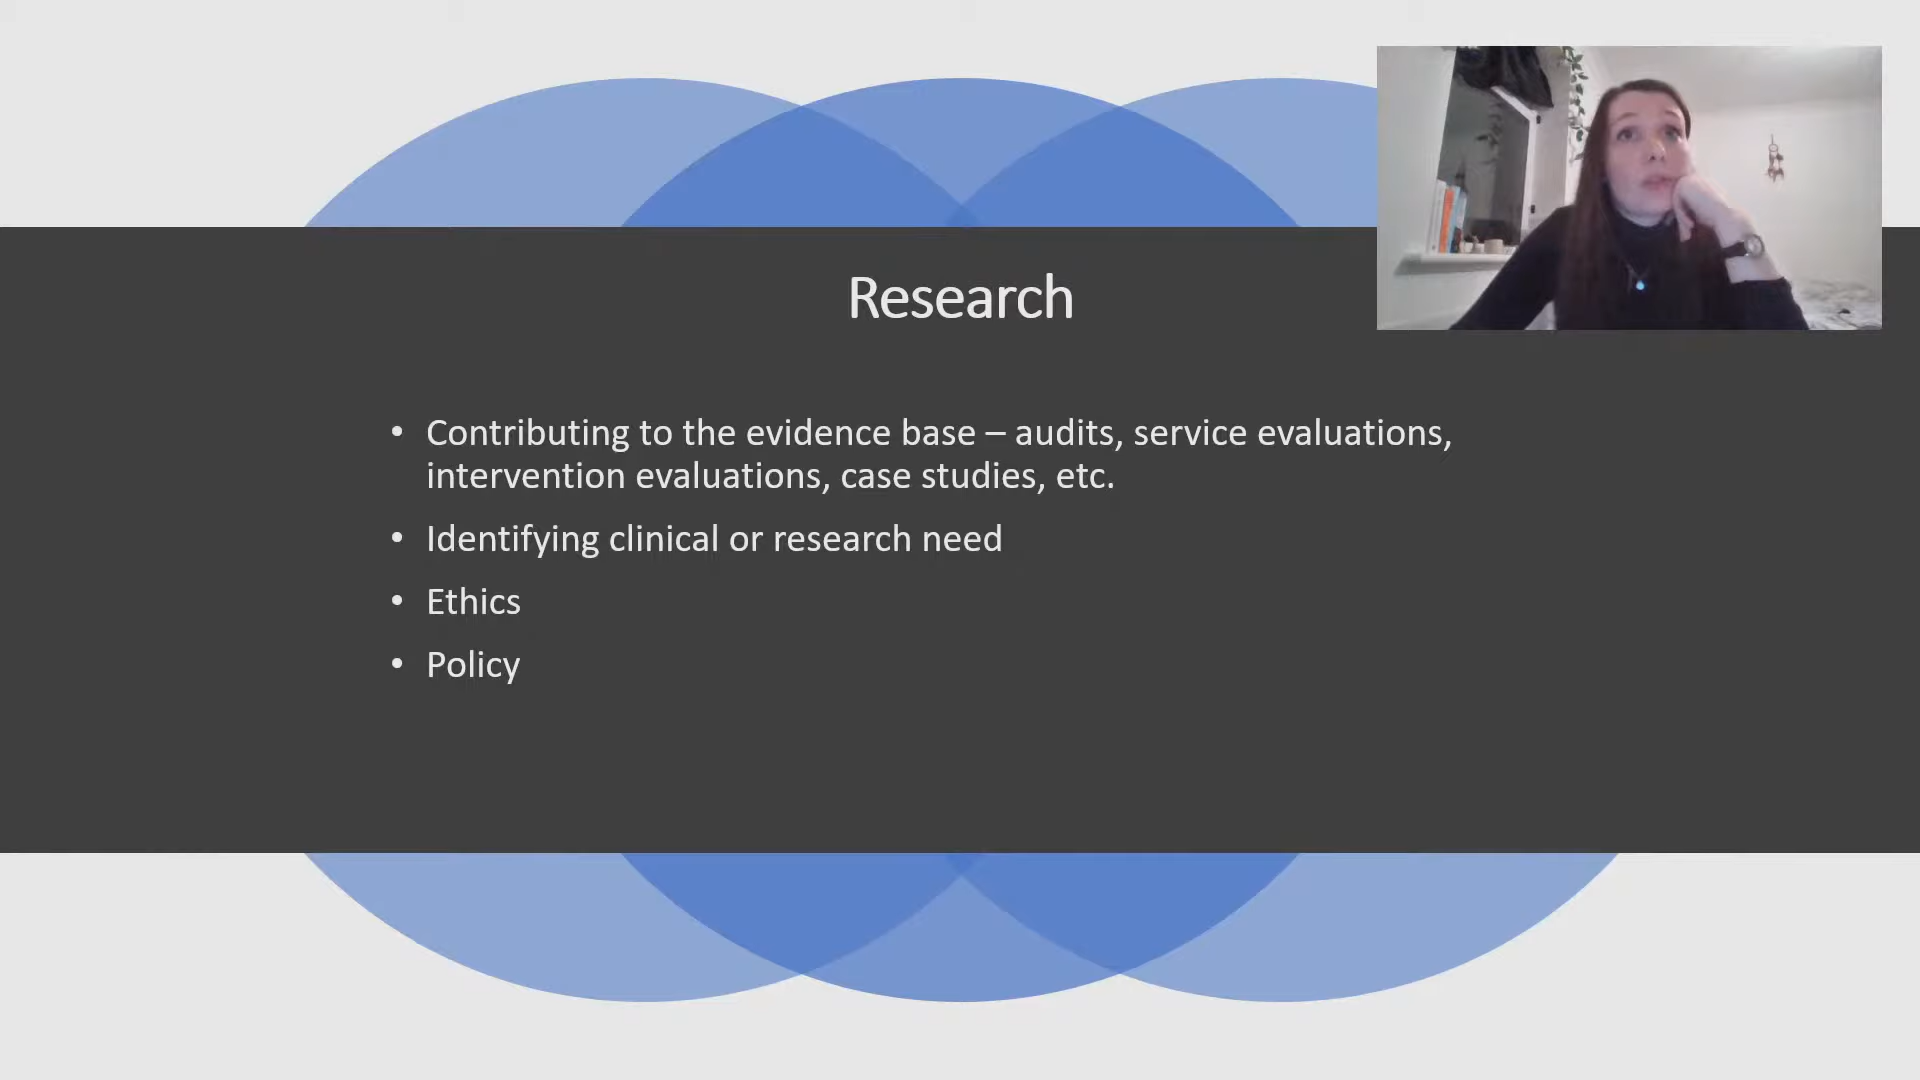 Research
• Contributing to the evidence base – audits, service evaluations,
intervention evaluations, case studies, etc.
• Identifying clinical or research need
• Ethics
• Policy